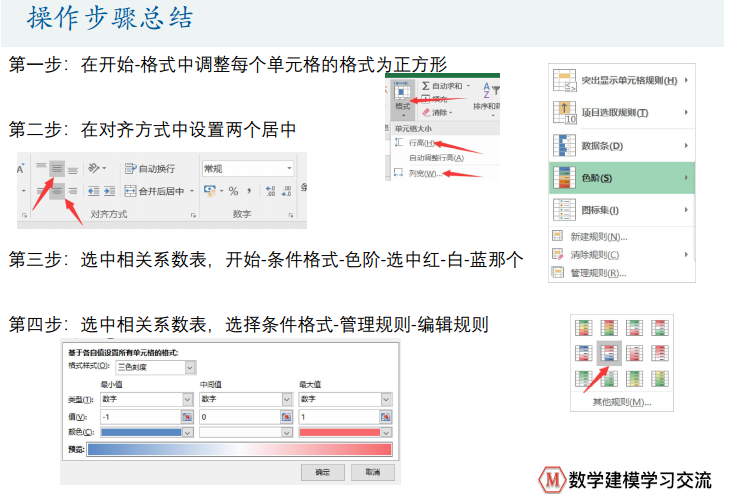 操作步骤总结
第一步：在开始-格式中调整每个单元格的格式为正方形
格式
自动求和
填充
清除
排序和筛
单元格大小
行高(H)...
自动调整行高(A)
列宽(W)...
第二步：在对齐方式中设置两个居中
自动换行
常规
合并后居中
%
对齐方式
数字
突出显示单元格规则(H)
项目选取规则(T)
数据条(D)
色阶(S)
图标集(I)
新建规则(N)...
清除规则(C)
管理规则(R)...
第三步：选中相关系数表，开始-条件格式-色阶-选中红-白-蓝那个
第四步：选中相关系数表，选择条件格式-管理规则-编辑规则
其他规则(M)...
基于各自值设置所有单元格的格式:
格式样式(O): 三色刻度
最小值 中间值 最大值
类型(T): 数字 数字 数字
值(V): -1 0 1
颜色(C):
预览:
确定 取消
M 数学建模学习交流